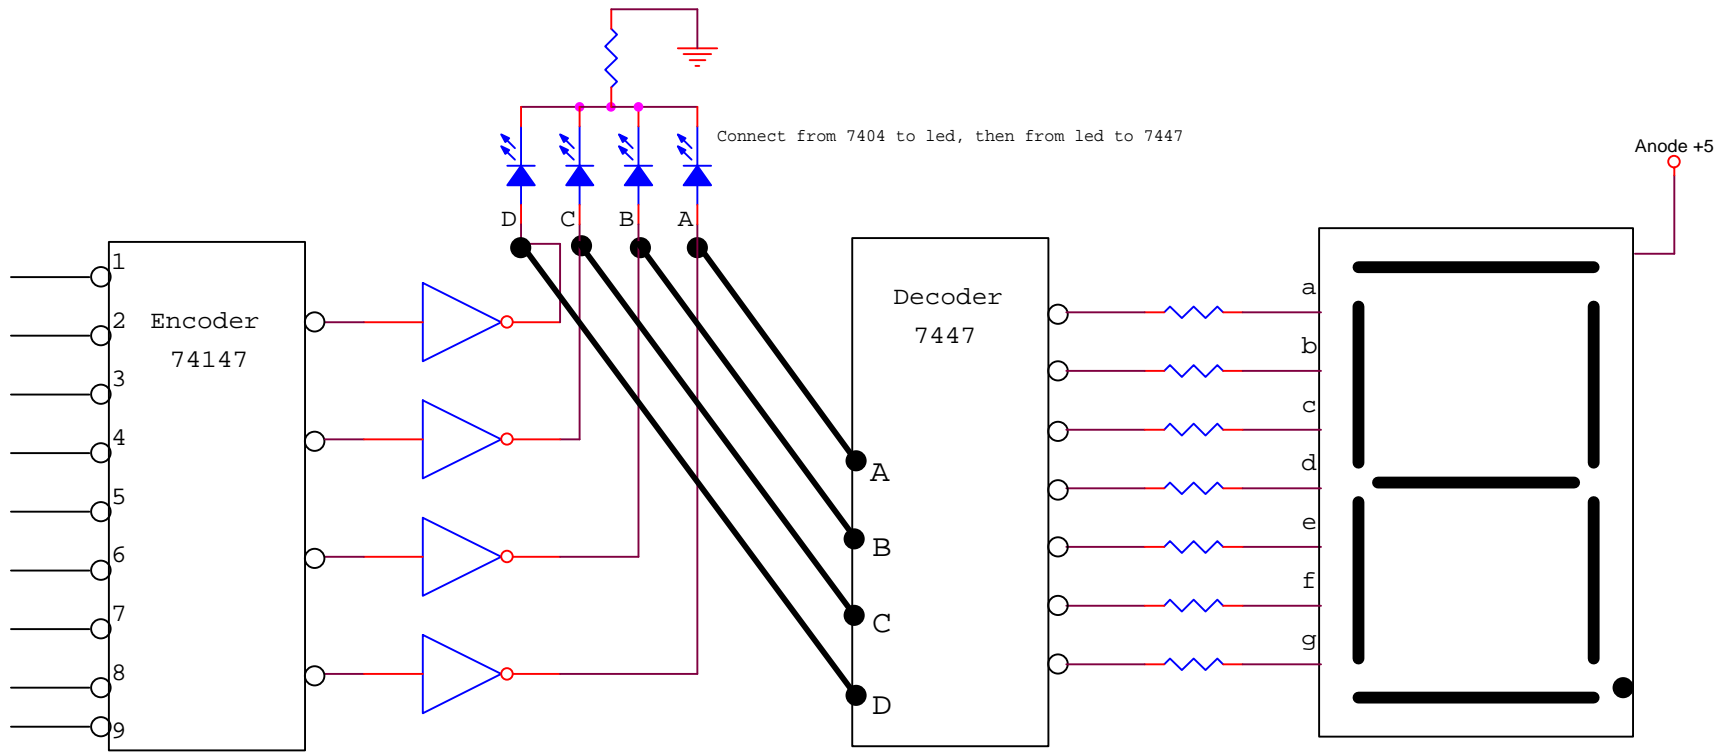 Connect from 7404 to led, then from led to 7447
Anode +5
D C B A
1
2
3
4
5
6
7
8
9
Encoder
74147
Decoder
7447
A
B
C
D
a
b
c
d
e
f
g